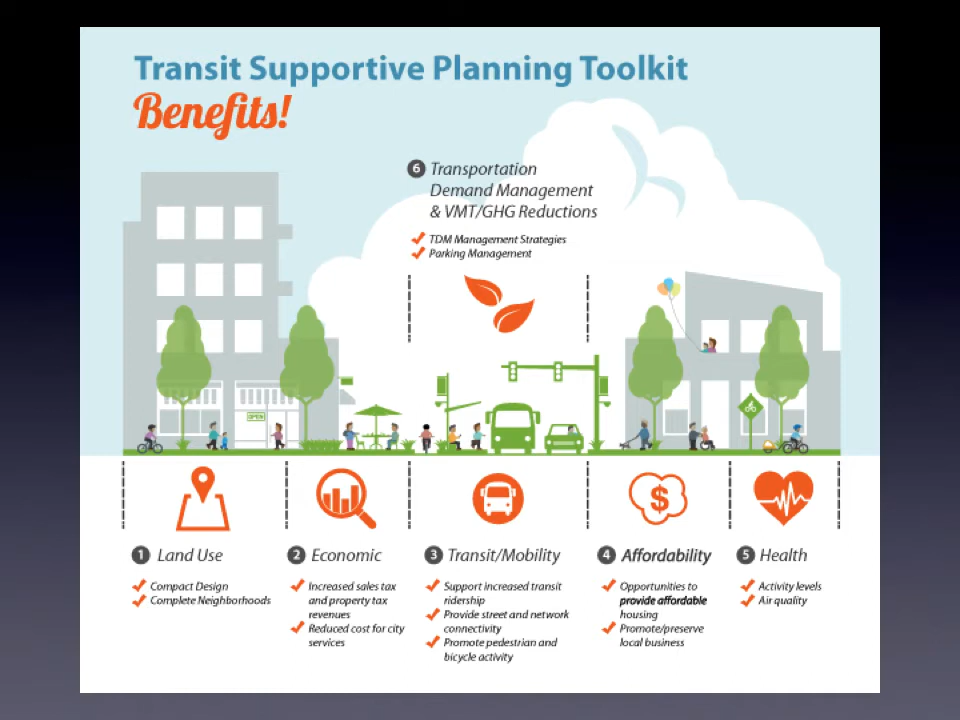 Transit Supportive Planning Toolkit
Benefits!
6 Transportation
Demand Management
& VMT/GHG Reductions
TDM Management Strategies
Parking Management
OPEN
1 Land Use
Compact Design
Complete Neighborhoods
2 Economic
Increased sales tax
and property tax
revenues
Reduced cost for city
services
3 Transit/Mobility
Support increased transit
ridership
Provide street and network
connectivity
Promote pedestrian and
bicycle activity
$
4 Affordability
Opportunities to
provide affordable
housing
Promote/preserve
local business
5 Health
Activity levels
Air quality